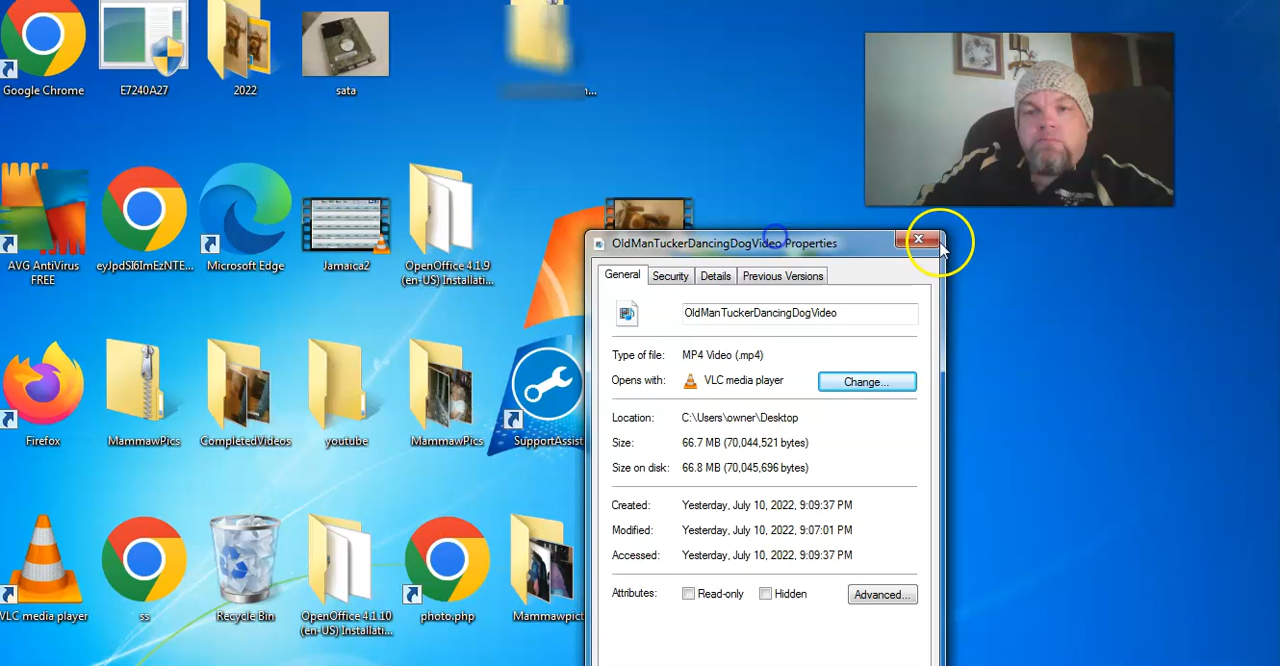 Google Chrome
E7240A27
2022
sata
AVG AntiVirus
FREE
eyJpdSI6ImEzNTE...
Microsoft Edge
Jamaica2
OpenOffice 4.1.9
(en-US) Installati...
Firefox
MammawPics
CompletedVideos
youtube
MammawPics
SupportAssist
VLC media player
ss
Recycle Bin
OpenOffice 4.1.10
(en-US) Installati...
photo.php
Mammawpict
OldManTuckerDancingDogVideo Properties
General
Security
Details
Previous Versions
OldManTuckerDancingDogVideo
Type of file: MP4 Video (.mp4)
Opens with: VLC media player Change...
Location: C:\Users\owner\Desktop
Size: 66.7 MB (70,044,521 bytes)
Size on disk: 66.8 MB (70,045,696 bytes)
Created: Yesterday, July 10, 2022, 9:09:37 PM
Modified: Yesterday, July 10, 2022, 9:07:01 PM
Accessed: Yesterday, July 10, 2022, 9:09:37 PM
Attributes: Read-only Hidden Advanced...